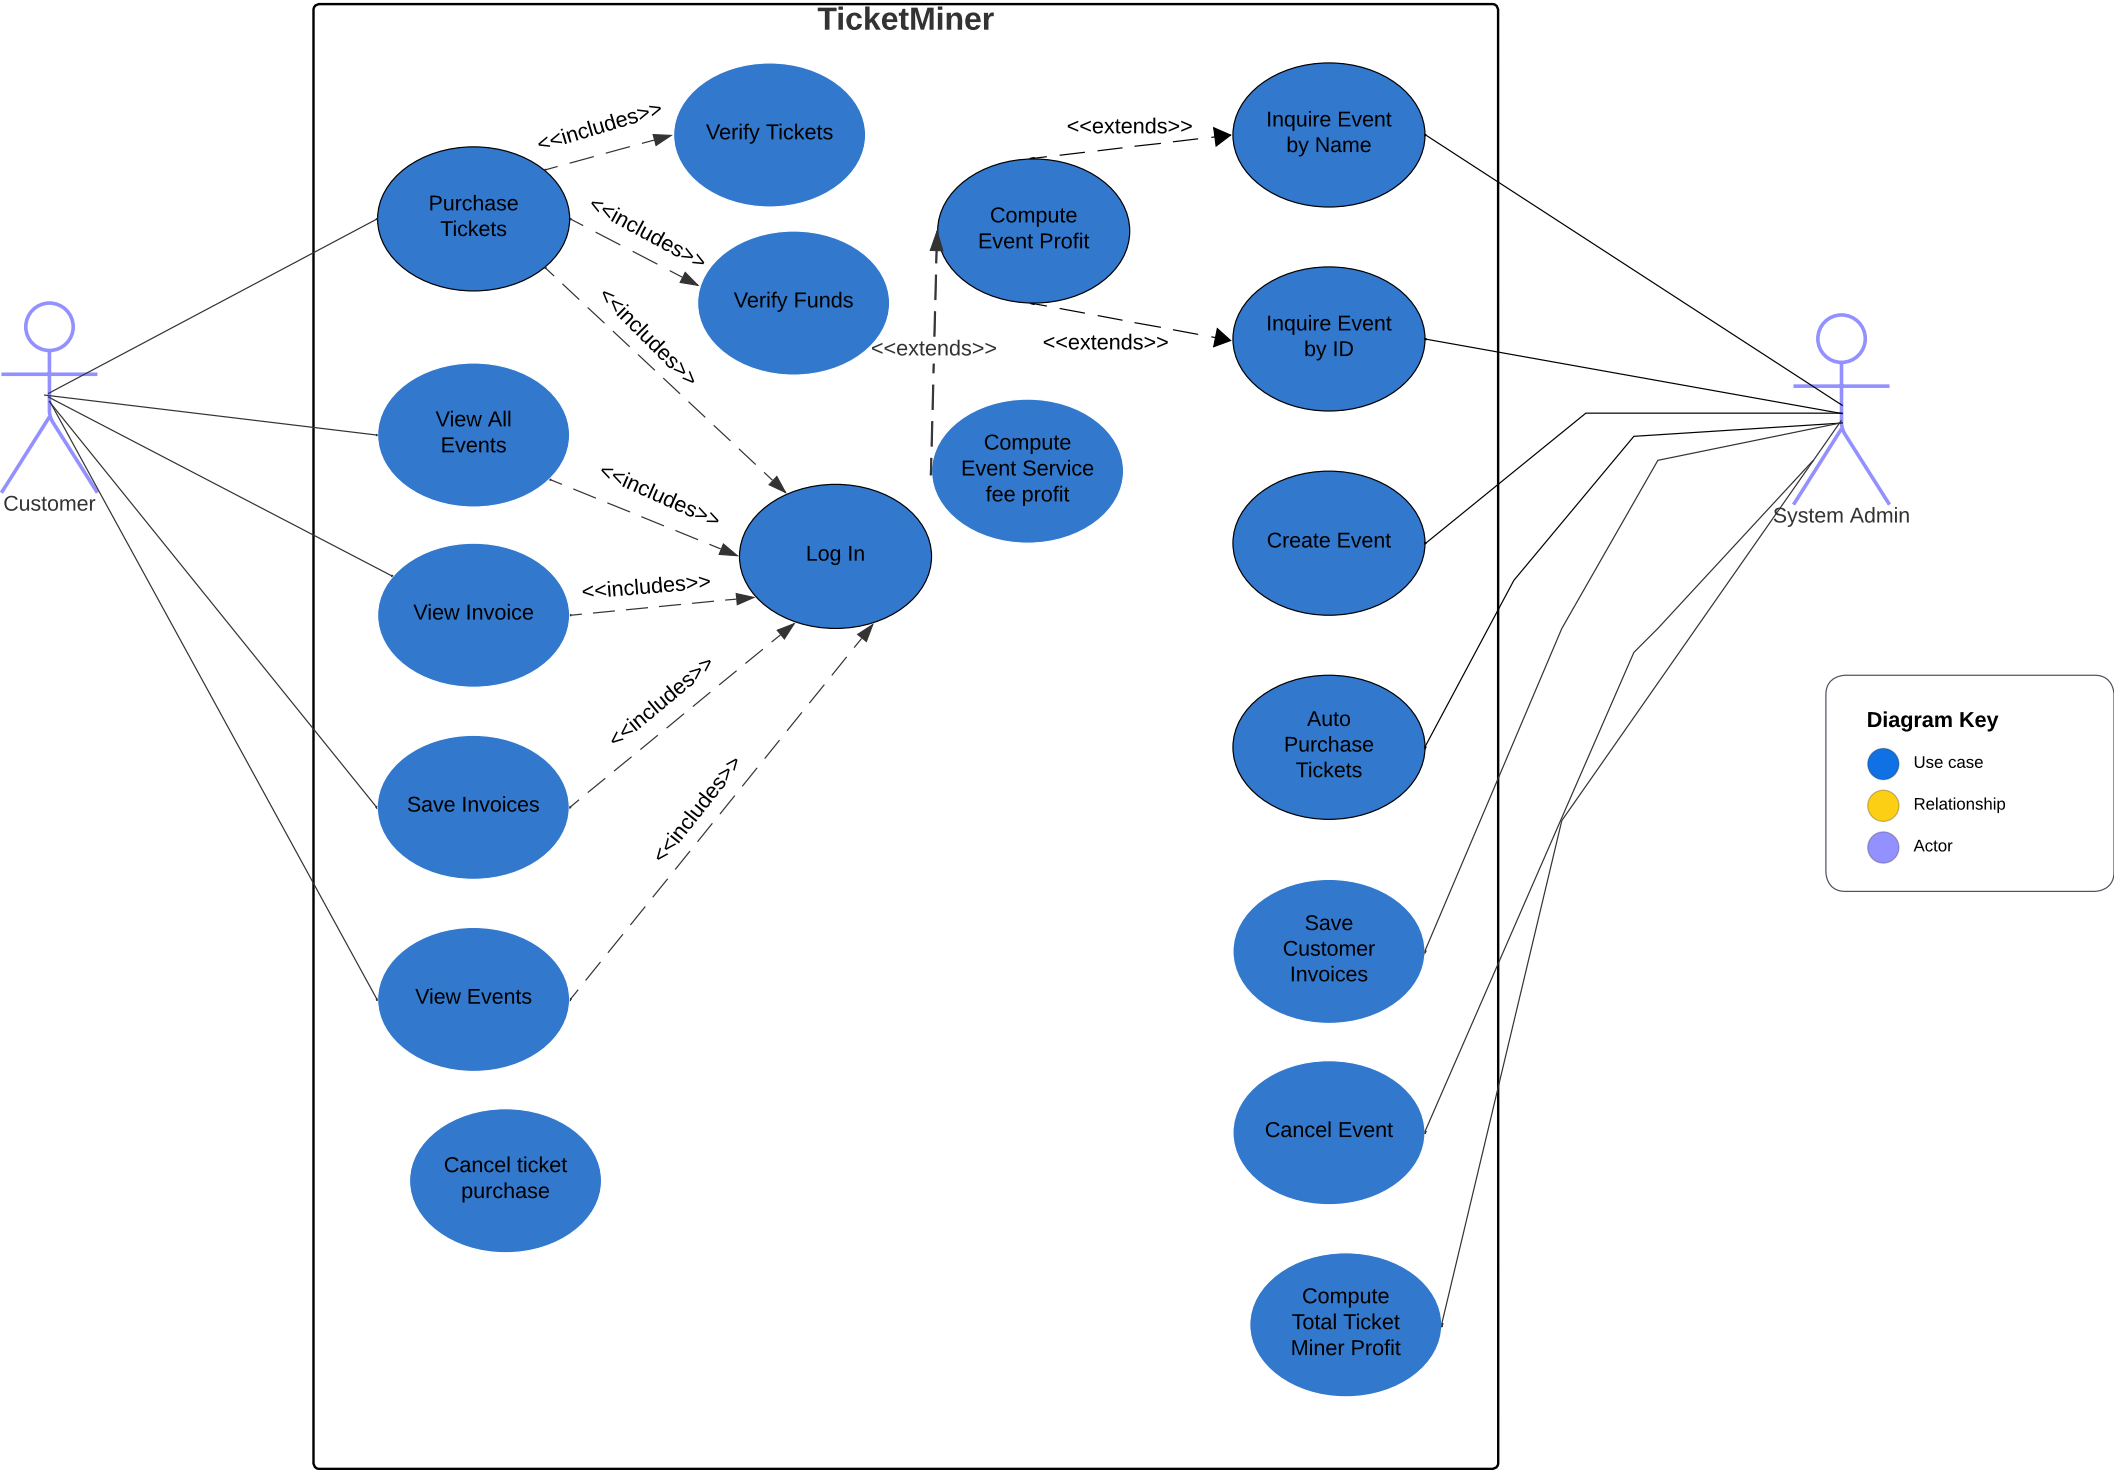 TicketMiner
<<includes>>
Verify Tickets
Purchase
Tickets
<<includes>>
Verify Funds
<<includes>>
View All
Events
<<includes>>
Log In
View Invoice
<<includes>>
Save Invoices
<<includes>>
View Events
<<includes>>
Cancel ticket
purchase
Customer
<<extends>>
Compute
Event Profit
<<extends>>
<<extends>>
Compute
Event Service
fee profit
Inquire Event
by Name
Inquire Event
by ID
Create Event
Auto
Purchase
Tickets
Save
Customer
Invoices
Cancel Event
Compute
Total Ticket
Miner Profit
System Admin
Diagram Key
Use case
Relationship
Actor